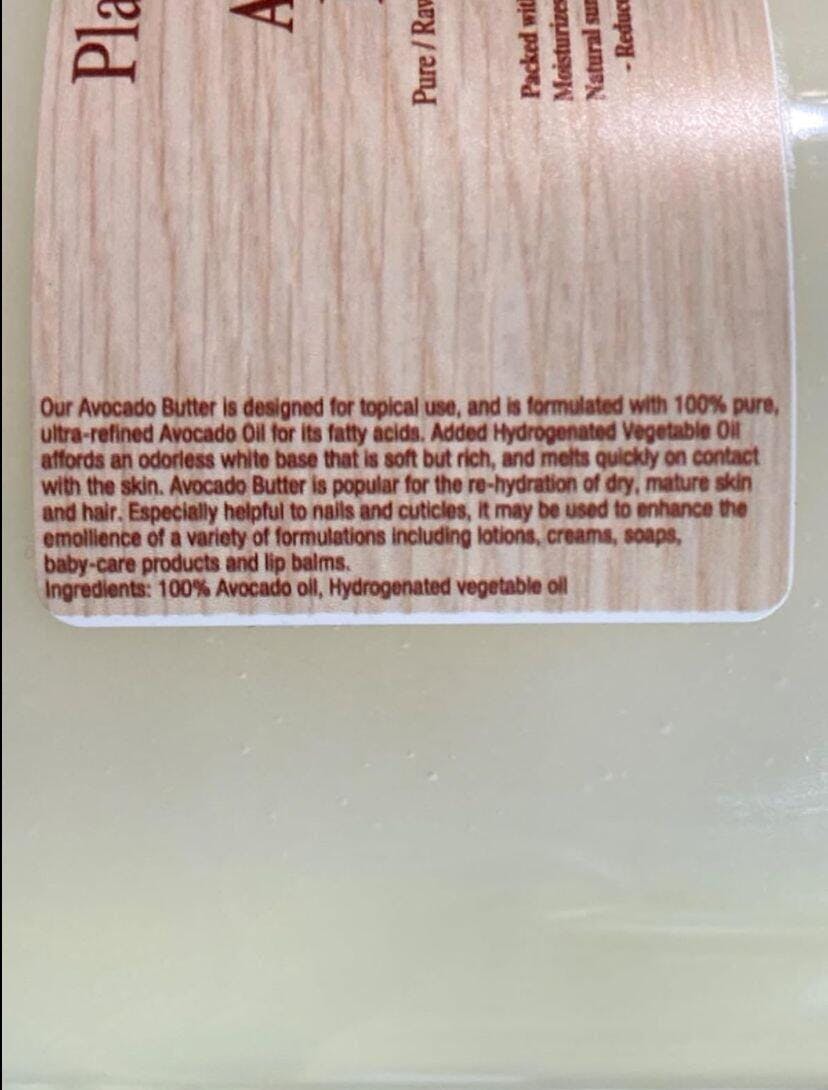 Pla
A
Pure / Raw
Packed with
Moisturizes
Natural sun
- Reduce
Our Avocado Butter is designed for topical use, and is formulated with 100% pure,
ultra-refined Avocado Oil for its fatty acids. Added Hydrogenated Vegetable Oil
affords an odorless white base that is soft but rich, and melts quickly on contact
with the skin. Avocado Butter is popular for the re-hydration of dry, mature skin
and hair. Especially helpful to nails and cuticles, it may be used to enhance the
emollience of a variety of formulations including lotions, creams, soaps,
baby-care products and lip balms.
Ingredients: 100% Avocado oil, Hydrogenated vegetable oil